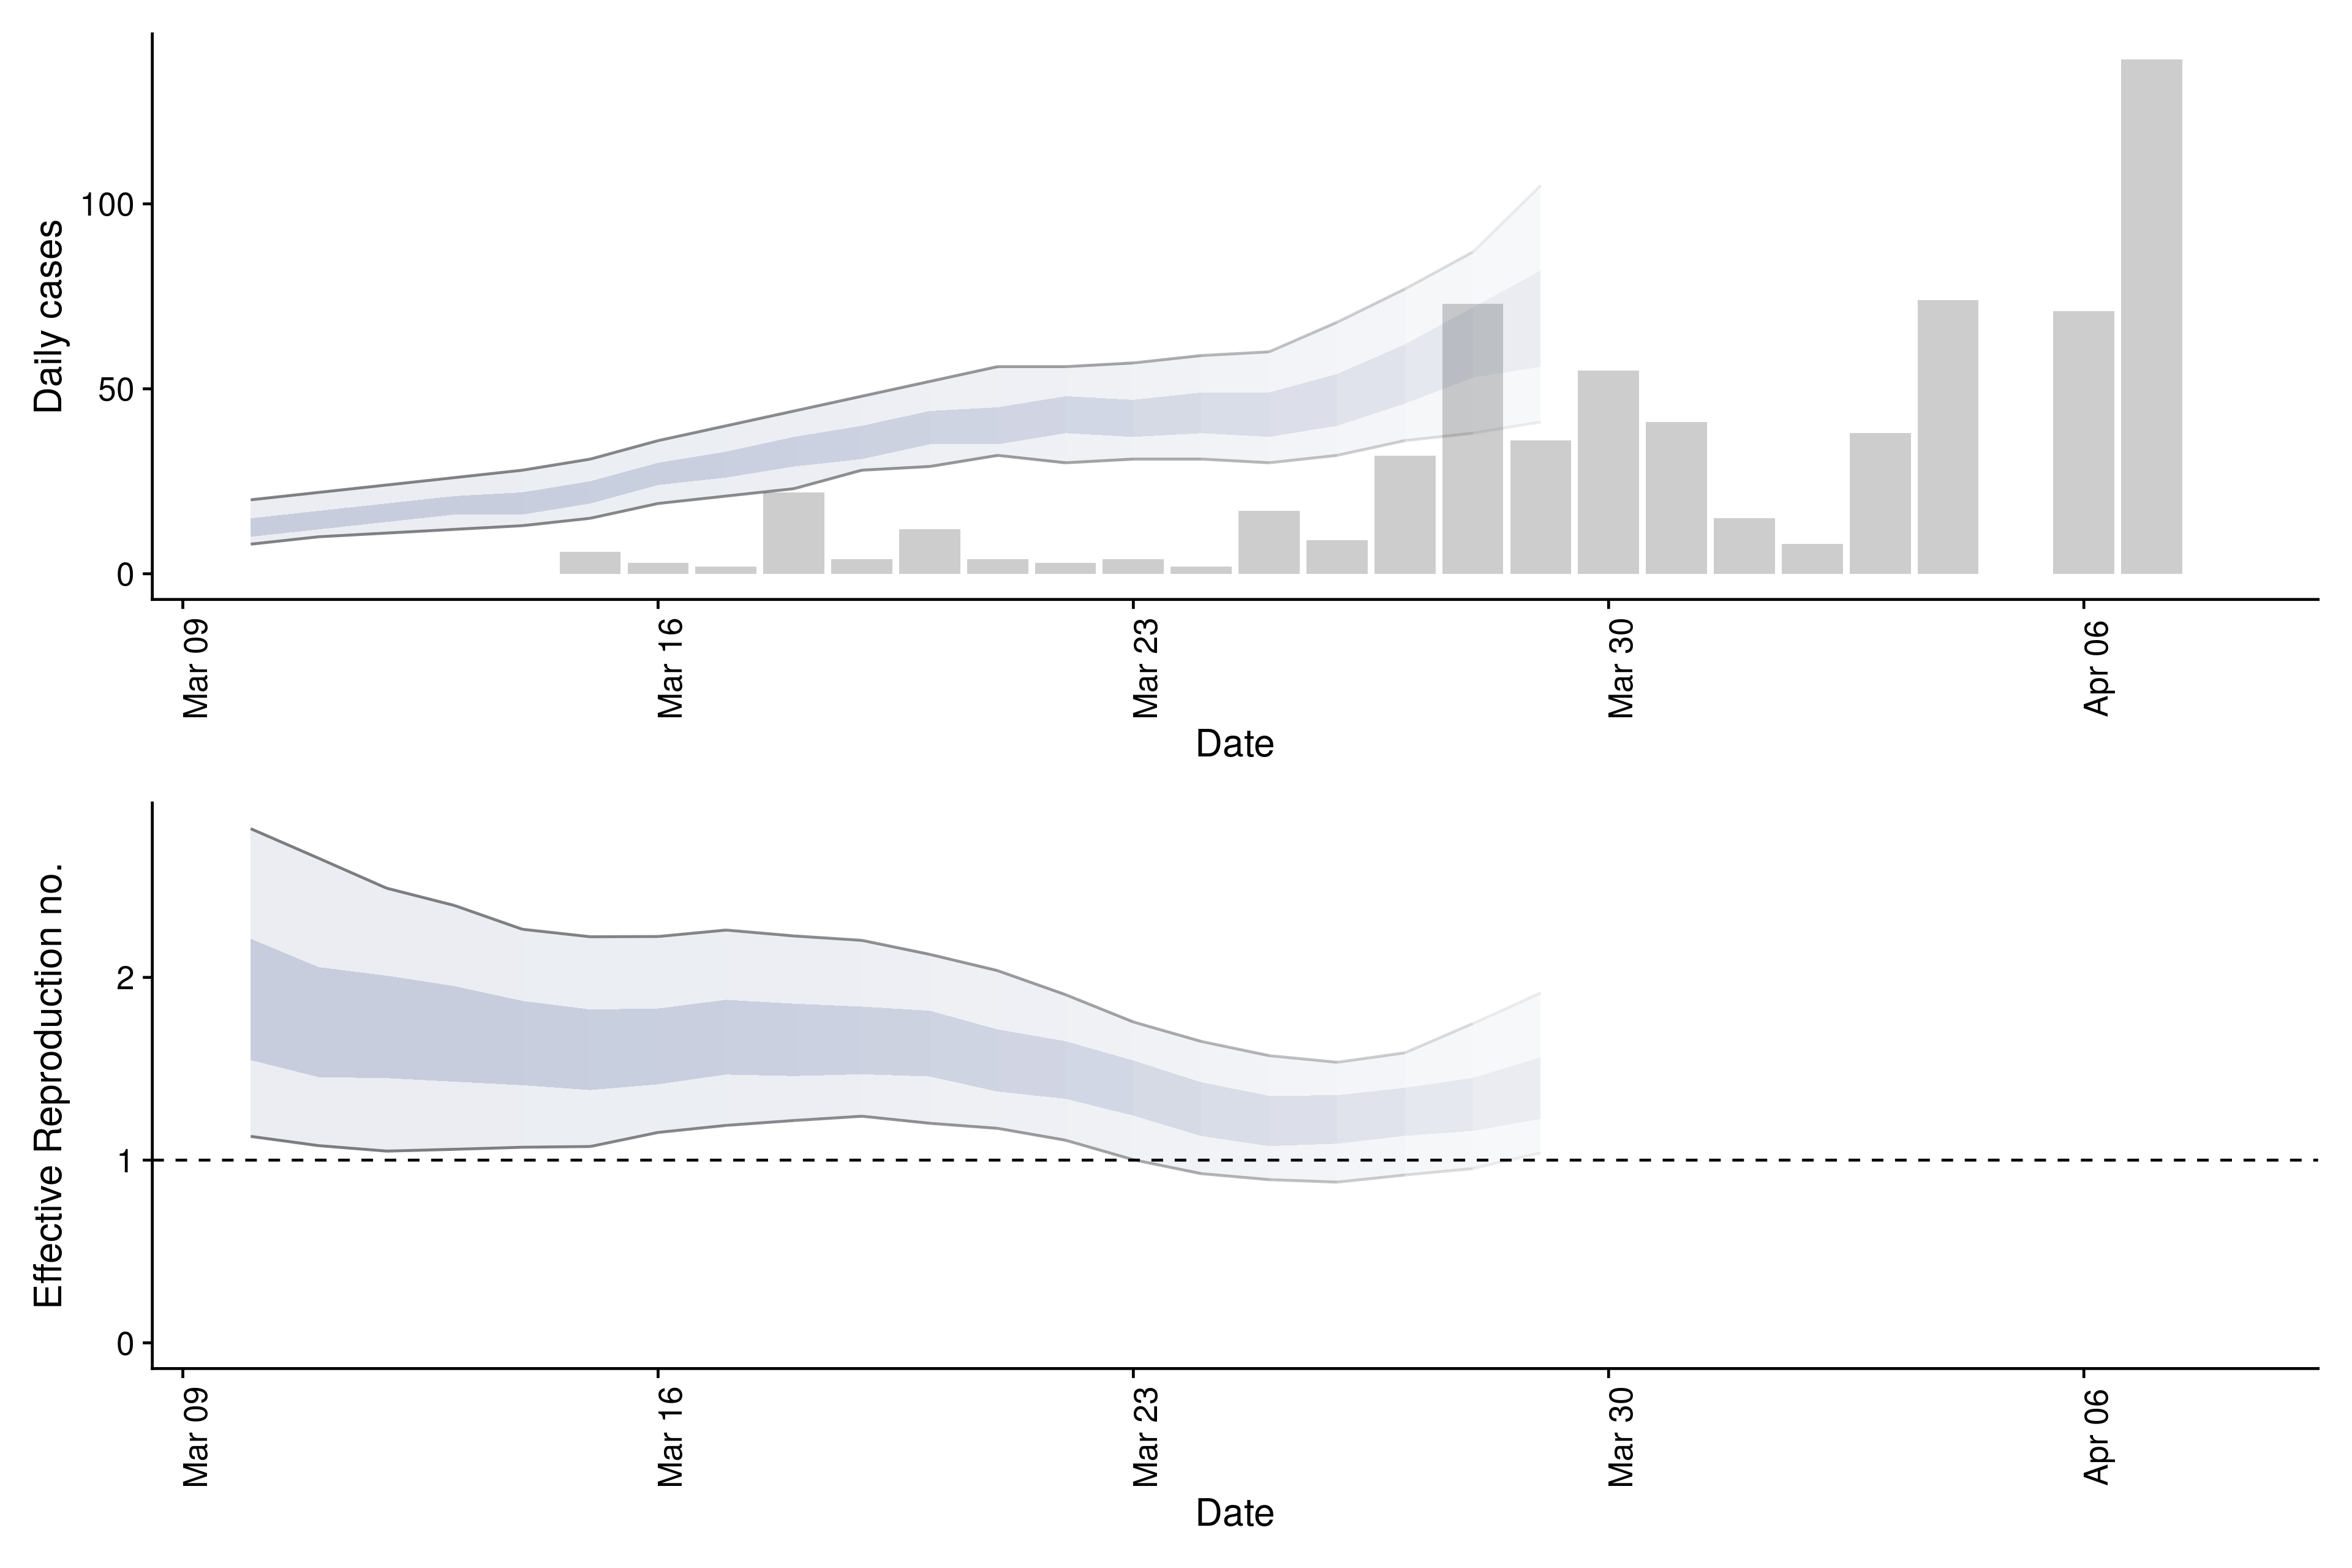 Daily cases
100
50
0
Mar 09
Mar 16
Mar 23
Mar 30
Apr 06
Date
Effective Reproduction no.
2
1
0
Mar 09
Mar 16
Mar 23
Mar 30
Apr 06
Date